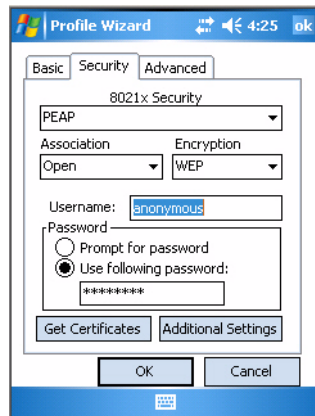 Profile Wizard 4:25 ok
Basic Security Advanced
8021x Security
PEAP
Association Encryption
Open WEP
Username: anonymous
Password
Prompt for password
Use following password:
********
Get Certificates Additional Settings
OK Cancel